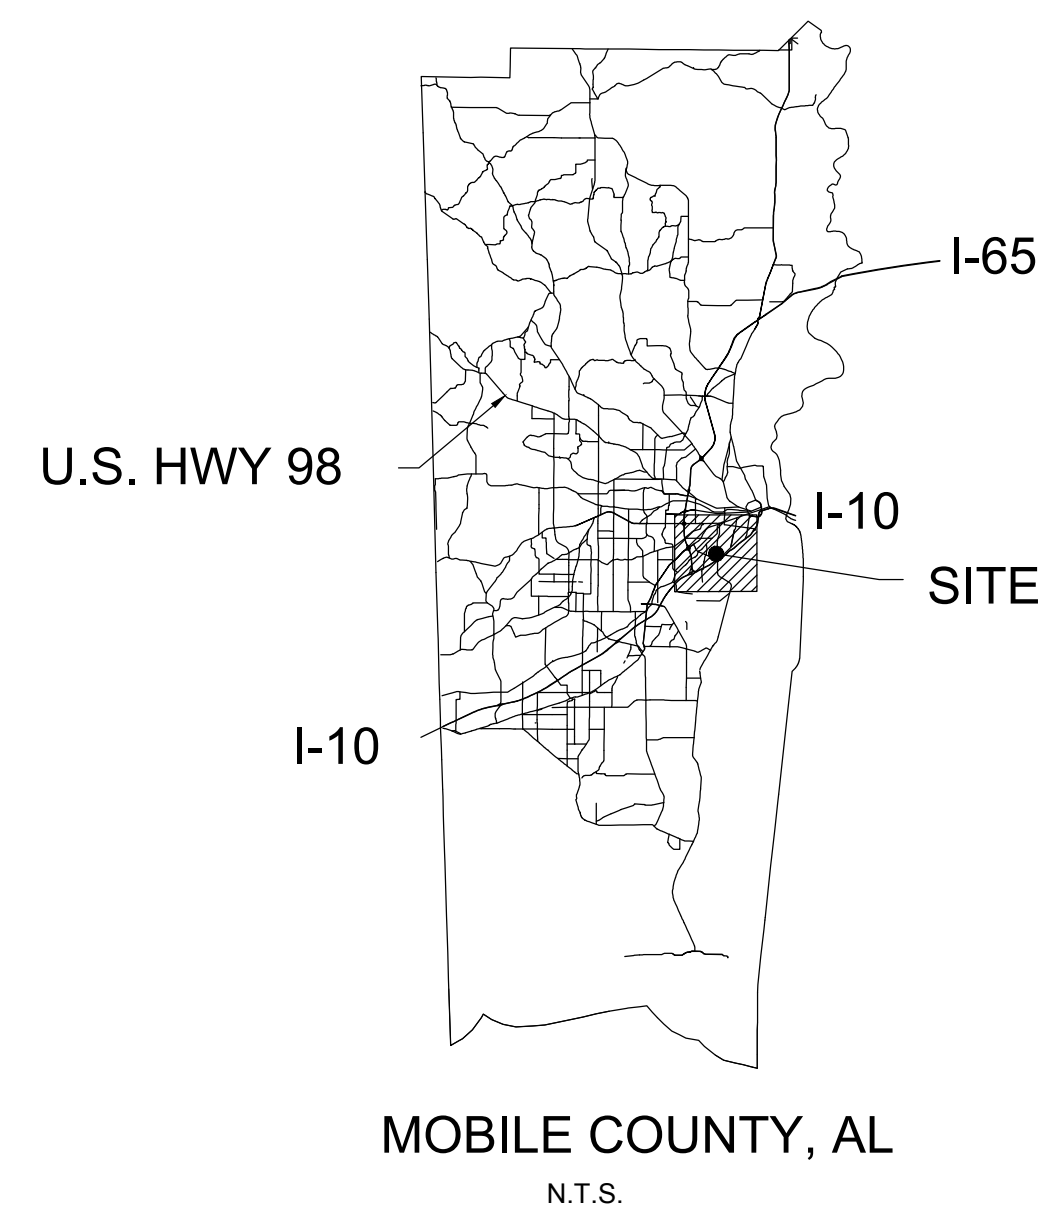 I-65
U.S. HWY 98
I-10
SITE
I-10
MOBILE COUNTY, AL
N.T.S.